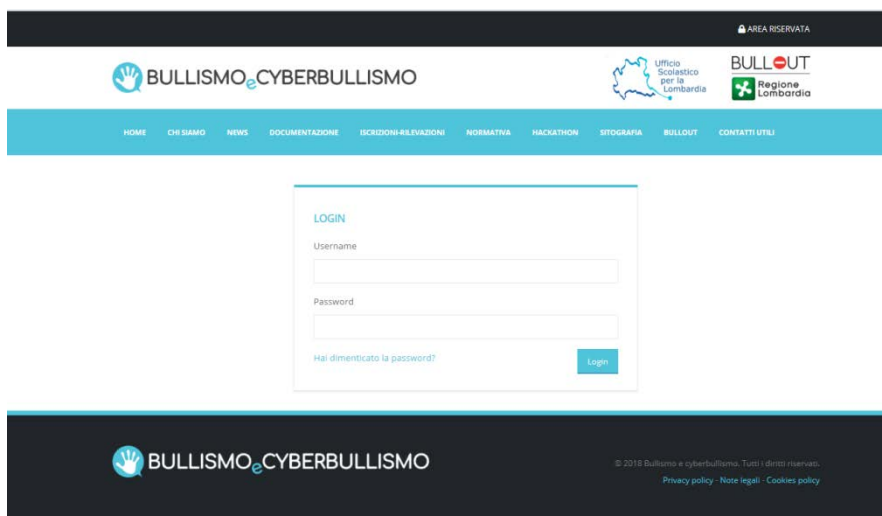 AREA RISERVATA
BULLISMOeCYBERBULLISMO
Ufficio
Scolastico
per la
Lombardia
BULLOUT
Regione
Lombardia
HOME CHI SIAMO NEWS DOCUMENTAZIONE ISCRIZIONI-RILEVAZIONI NORMATIVA HACKATHON SITOGRAFIA BULLOUT CONTATTI UTILI
LOGIN
Username
Password
Hai dimenticato la password? Login
BULLISMOeCYBERBULLISMO
© 2018 Bullismo e cyberbullismo. Tutti i diritti riservati.
Privacy policy - Note legali - Cookies policy